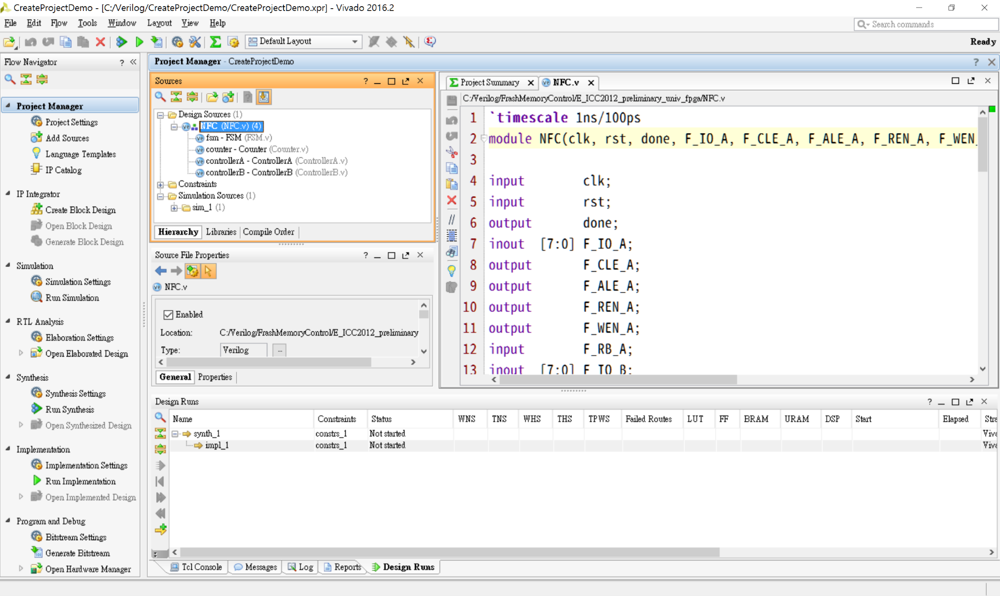 CreateProjectDemo - [C:/Verilog/CreateProjectDemo/CreateProjectDemo.xpr] - Vivado 2016.2
File Edit Flow Tools Window Layout View Help
Search commands
Default Layout
Ready
Flow Navigator ? «
Project Manager
Project Settings
Add Sources
Language Templates
IP Catalog
IP Integrator
Create Block Design
Open Block Design
Generate Block Design
Simulation
Simulation Settings
Run Simulation
RTL Analysis
Elaboration Settings
Open Elaborated Design
Synthesis
Synthesis Settings
Run Synthesis
Open Synthesized Design
Implementation
Implementation Settings
Run Implementation
Open Implemented Design
Program and Debug
Bitstream Settings
Generate Bitstream
Open Hardware Manager
Project Manager - CreateProjectDemo
Sources
Design Sources (1)
NFC (NFC.v) (4)
fsm - FSM (FSM.v)
counter - Counter (Counter.v)
controllerA - ControllerA (ControllerA.v)
controllerB - ControllerB (ControllerB.v)
Constraints
Simulation Sources (1)
sim_1 (1)
Hierarchy Libraries Compile Order
Source File Properties
NFC.v
Enabled
Location: C:/Verilog/FrashMemoryControl/E_ICC2012_preliminary
Type: Verilog ...
General Properties
Project Summary NFC.v
C:/Verilog/FrashMemoryControl/E_ICC2012_preliminary_univ_fpga/NFC.v
1 `timescale 1ns/100ps
2 module NFC(clk, rst, done, F_IO_A, F_CLE_A, F_ALE_A, F_REN_A, F_WEN_
3
4 input clk;
5 input rst;
6 output done;
7 inout [7:0] F_IO_A;
8 output F_CLE_A;
9 output F_ALE_A;
10 output F_REN_A;
11 output F_WEN_A;
12 input F_RB_A;
13 inout [7:0] F_IO_B;
Design Runs
Name Constraints Status WNS TNS WHS THS TPWS Failed Routes LUT FF BRAM URAM DSP Start Elapsed Stra
synth_1 constrs_1 Not started Viva
impl_1 constrs_1 Not started Viva
Tcl Console Messages Log Reports Design Runs